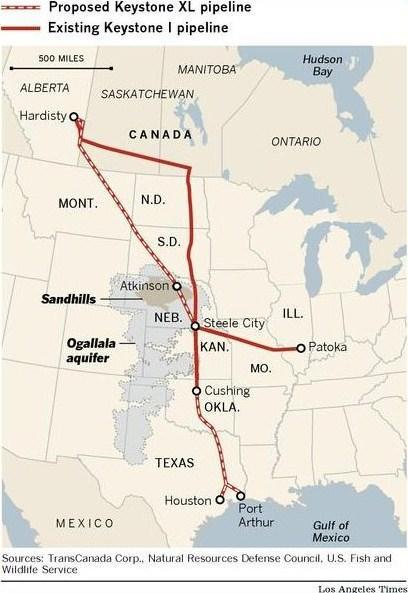 Proposed Keystone XL pipeline
Existing Keystone I pipeline
500 MILES
Hudson
Bay
MANITOBA
ALBERTA
SASKATCHEWAN
Hardisty
CANADA
ONTARIO
MONT.
N.D.
S.D.
Atkinson
Sandhills
NEB.
Steele City
ILL.
Ogallala
aquifer
KAN.
Patoka
MO.
Cushing
OKLA.
TEXAS
Houston
Port
Arthur
MEXICO
Gulf of
Mexico
Sources: TransCanada Corp., Natural Resources Defense Council, U.S. Fish and
Wildlife Service
Los Angeles Times